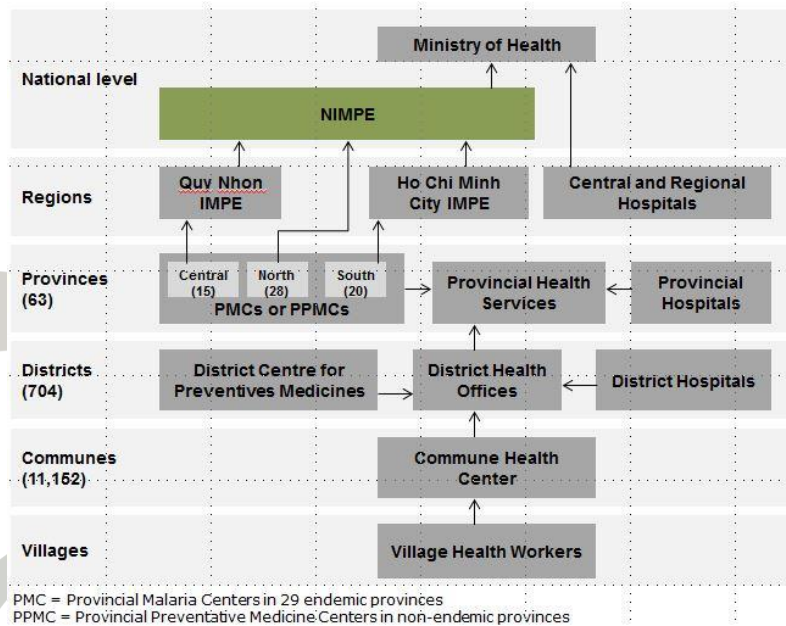 Ministry of Health
National level
NIMPE
Regions
Quv Nhon
IMPE
Ho Chi Minh
City IMPE
Central and Regional
Hospitals
Provinces
(63)
Central
(15)
North
(28)
South
(20)
PMCs or PPMCs
Provincial Health
Services
Provincial
Hospitals
Districts
(704)
District Centre for
Preventives Medicines
District Health
Offices
District Hospitals
Communes
(11,152)
Commune Health
Center
Villages
Village Health Workers
PMC = Provincial Malaria Centers in 29 endemic provinces
PPMC = Provincial Preventative Medicine Centers in non-endemic provinces